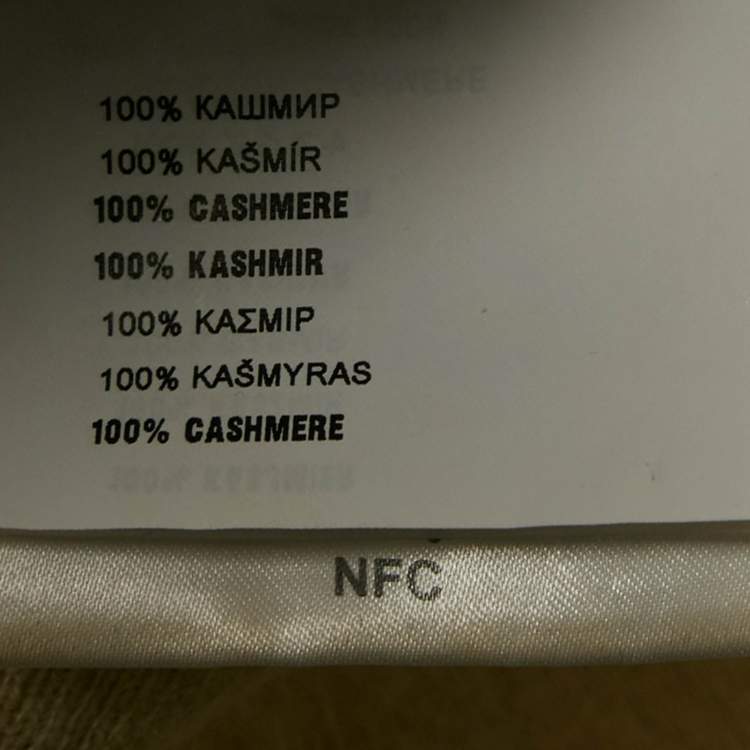 100% КАШМИР
100% KAŠMÍR
100% CASHMERE
100% KASHMIR
100% ΚΑΣΜΙΡ
100% KAŠMYRAS
100% CASHMERE
NFC